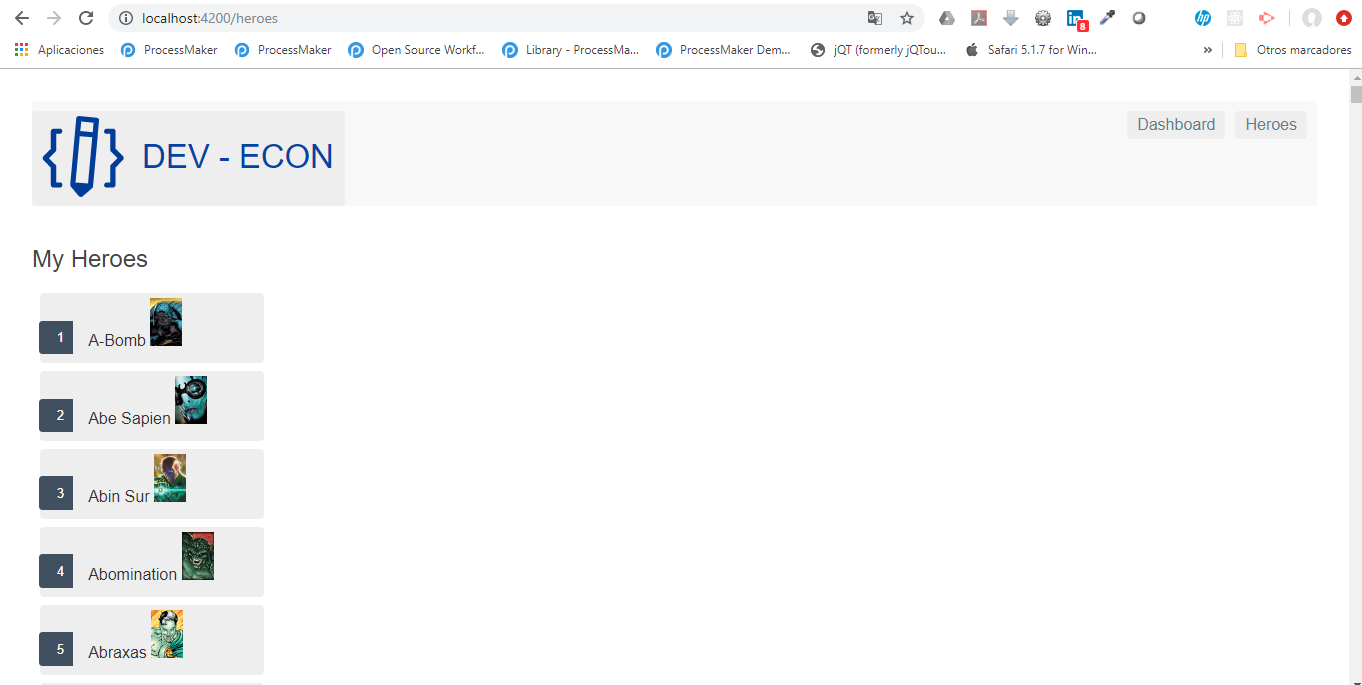 localhost:4200/heroes
8
Aplicaciones ProcessMaker ProcessMaker Open Source Workf... Library - ProcessMa... ProcessMaker Dem... jQT (formerly jQTou... Safari 5.1.7 for Win... » Otros marcadores
DEV - ECON
Dashboard Heroes
My Heroes
1 A-Bomb
2 Abe Sapien
3 Abin Sur
4 Abomination
5 Abraxas